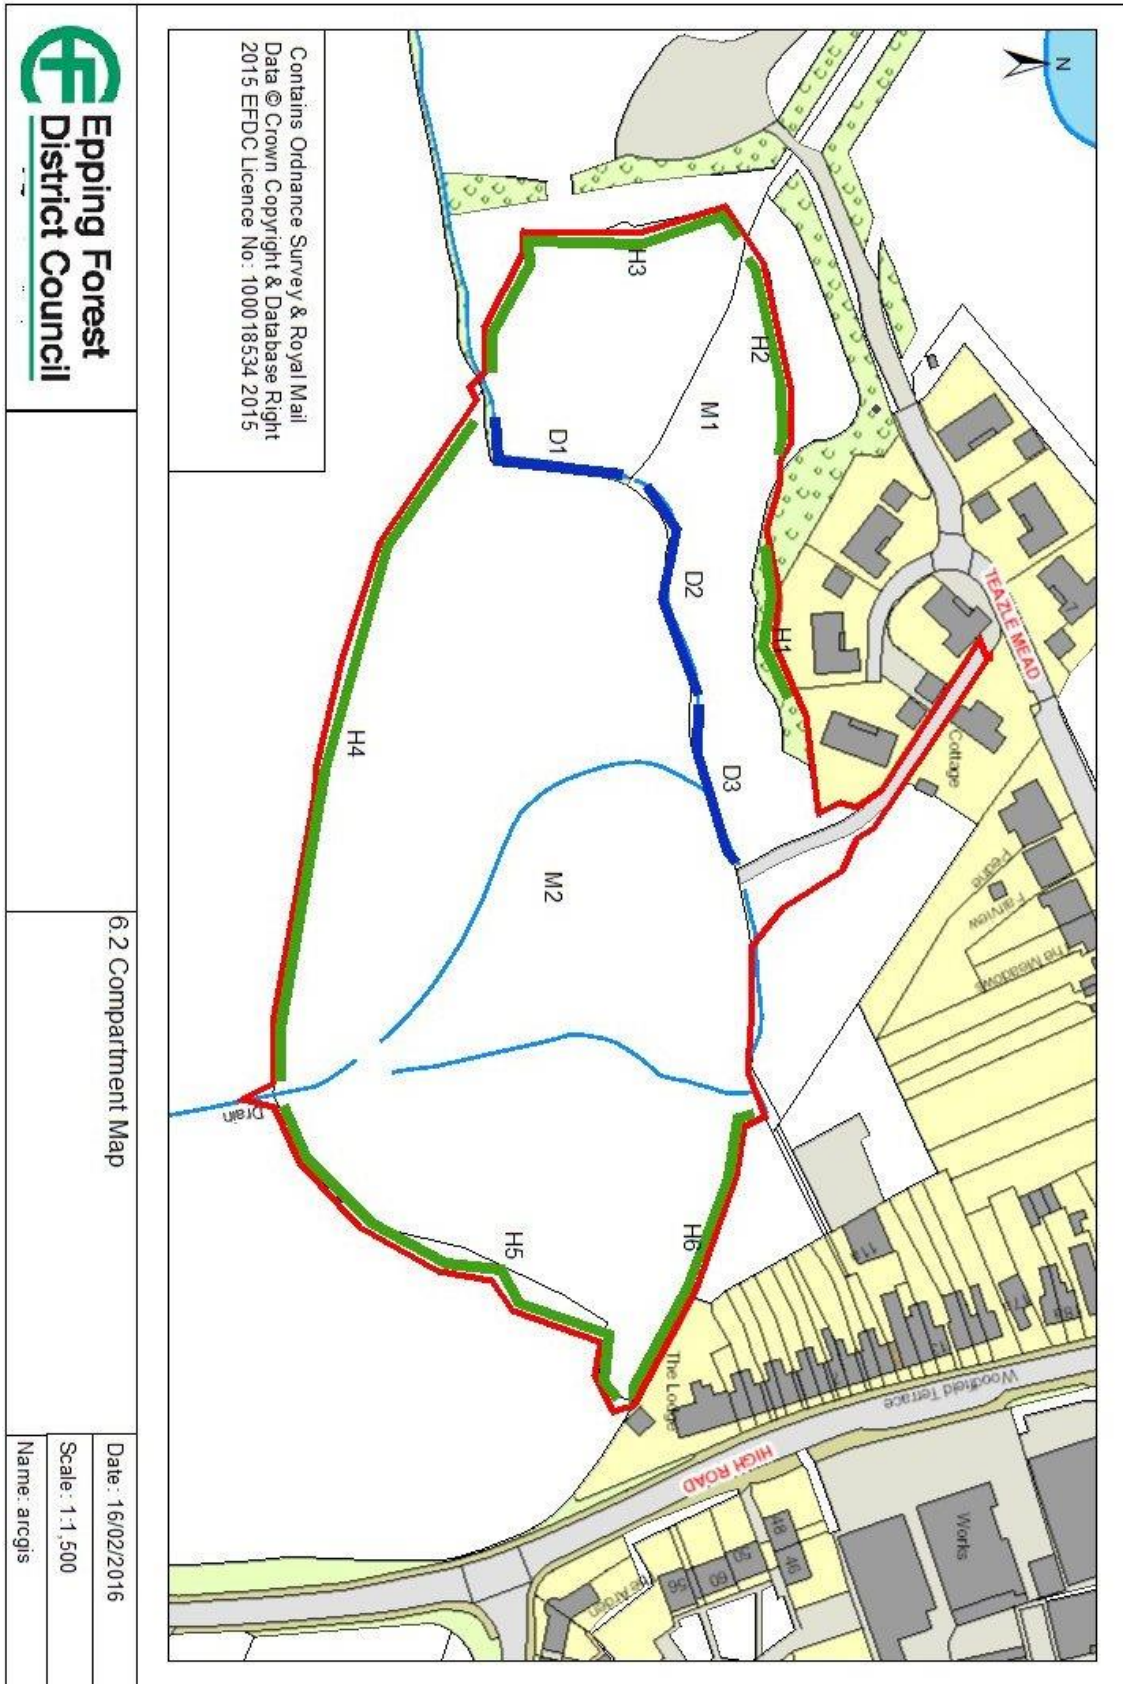 Contains Ordnance Survey & Royal Mail
Data © Crown Copyright & Database Right
2015 EFDC Licence No: 100018534 2015
N
TEAZLE MEAD
7
Cottage
Fairview
The Meadows
H1
H2
H3
M1
D1
D2
D3
H4
M2
H5
H6
Drain
11a
The Lodge
Woodfield Terrace
HIGH ROAD
Works
48
46
60
56
Epping Forest
District Council
6.2 Compartment Map
Date: 16/02/2016
Scale: 1:1,500
Name: arcgis